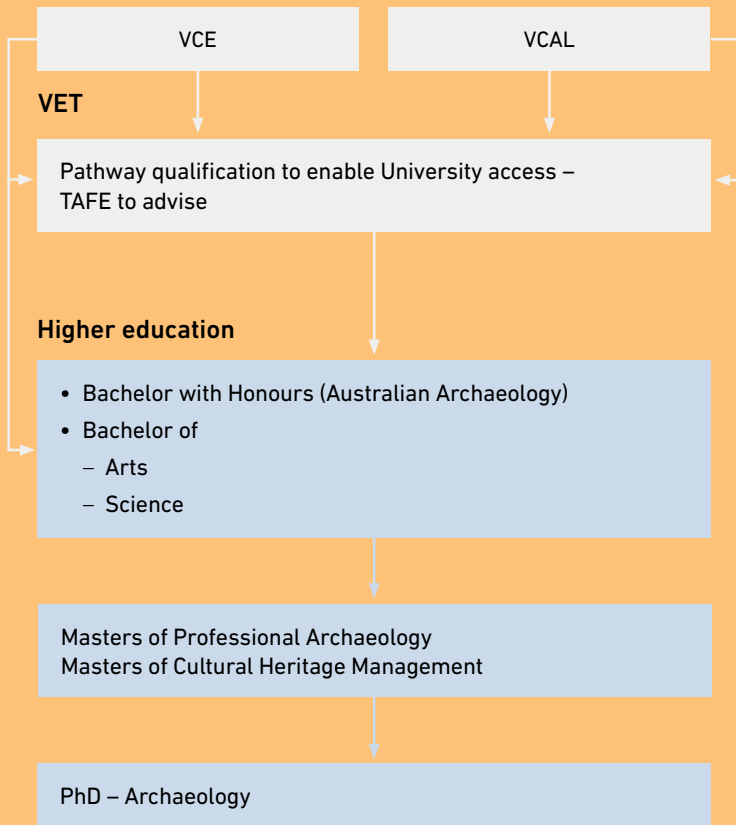 VCE
VCAL
VET
Pathway qualification to enable University access –
TAFE to advise
Higher education
• Bachelor with Honours (Australian Archaeology)
• Bachelor of
– Arts
– Science
Masters of Professional Archaeology
Masters of Cultural Heritage Management
PhD – Archaeology